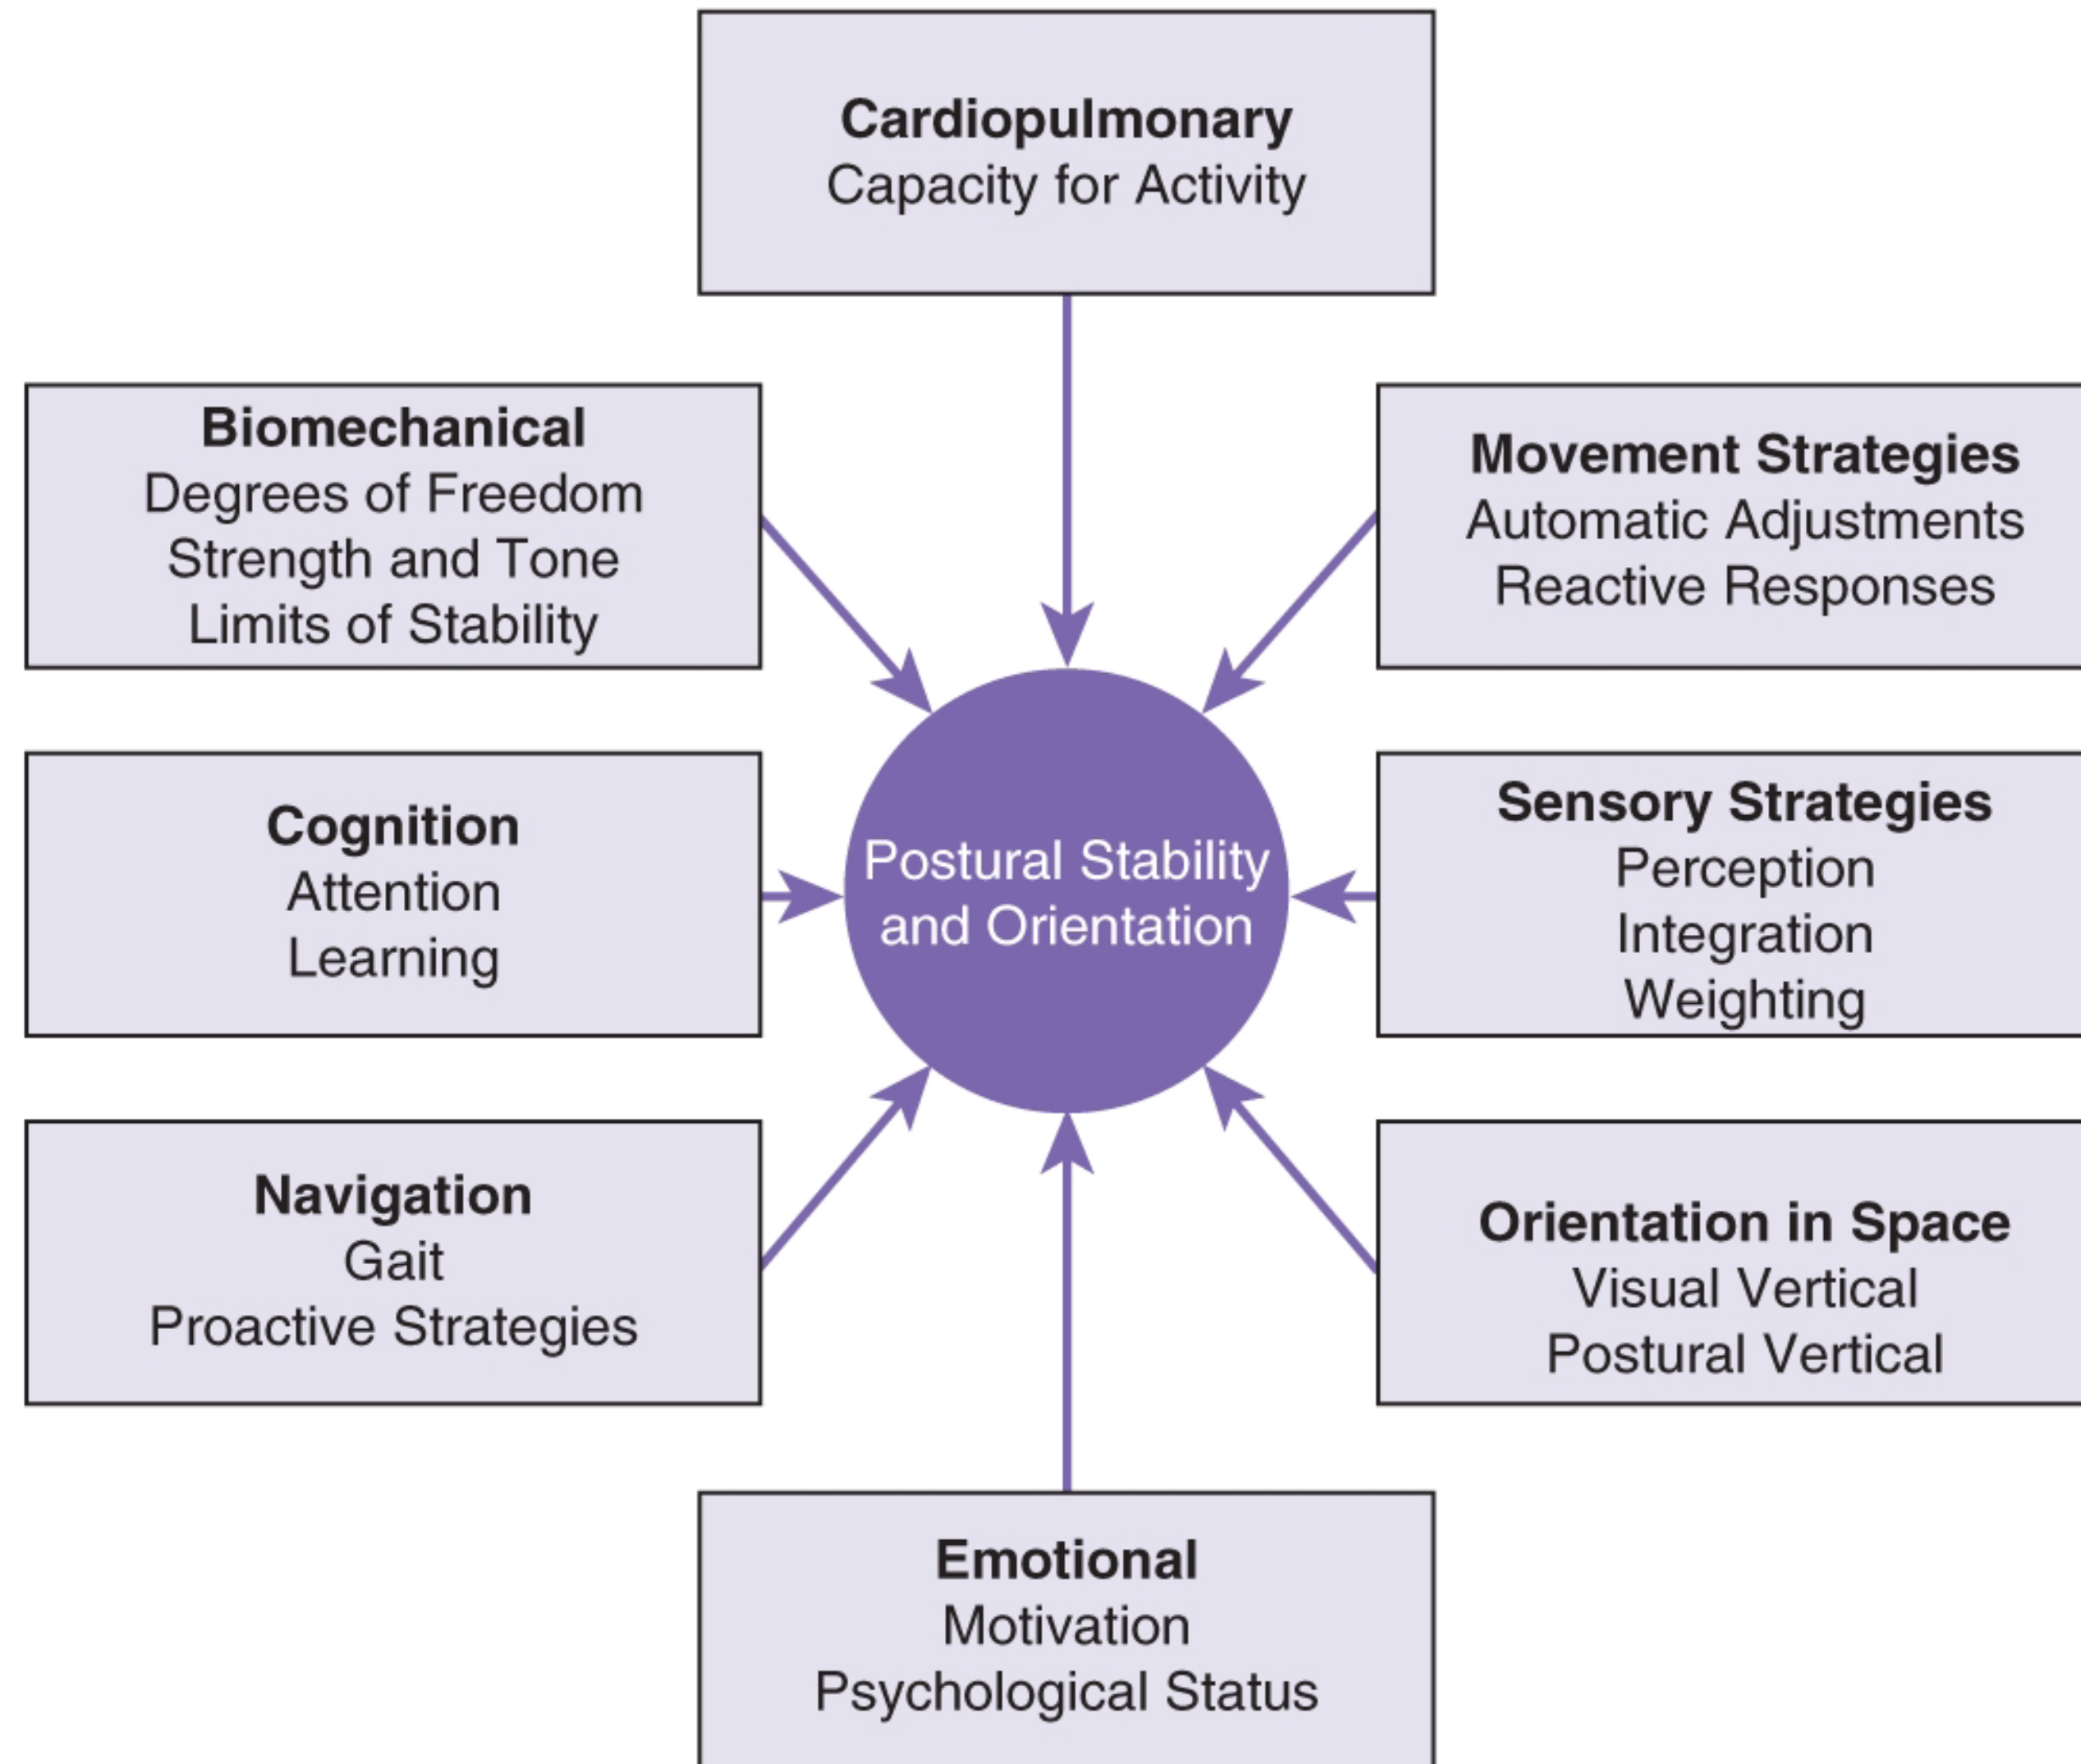 Cardiopulmonary
Capacity for Activity
Biomechanical
Degrees of Freedom
Strength and Tone
Limits of Stability
Movement Strategies
Automatic Adjustments
Reactive Responses
Cognition
Attention
Learning
Postural Stability
and Orientation
Sensory Strategies
Perception
Integration
Weighting
Navigation
Gait
Proactive Strategies
Orientation in Space
Visual Vertical
Postural Vertical
Emotional
Motivation
Psychological Status